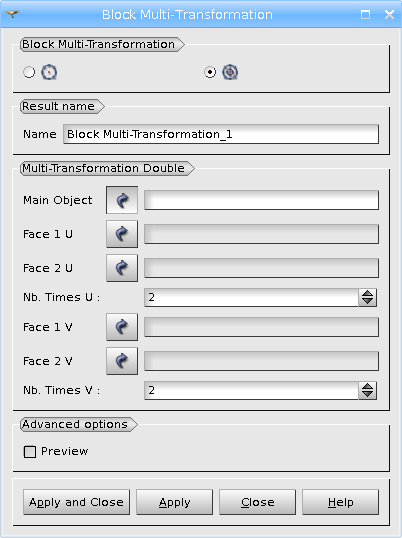 Block Multi-Transformation
Block Multi-Transformation
Result name
Name Block Multi-Transformation_1
Multi-Transformation Double
Main Object
Face 1 U
Face 2 U
Nb. Times U : 2
Face 1 V
Face 2 V
Nb. Times V : 2
Advanced options
Preview
Apply and Close Apply Close Help